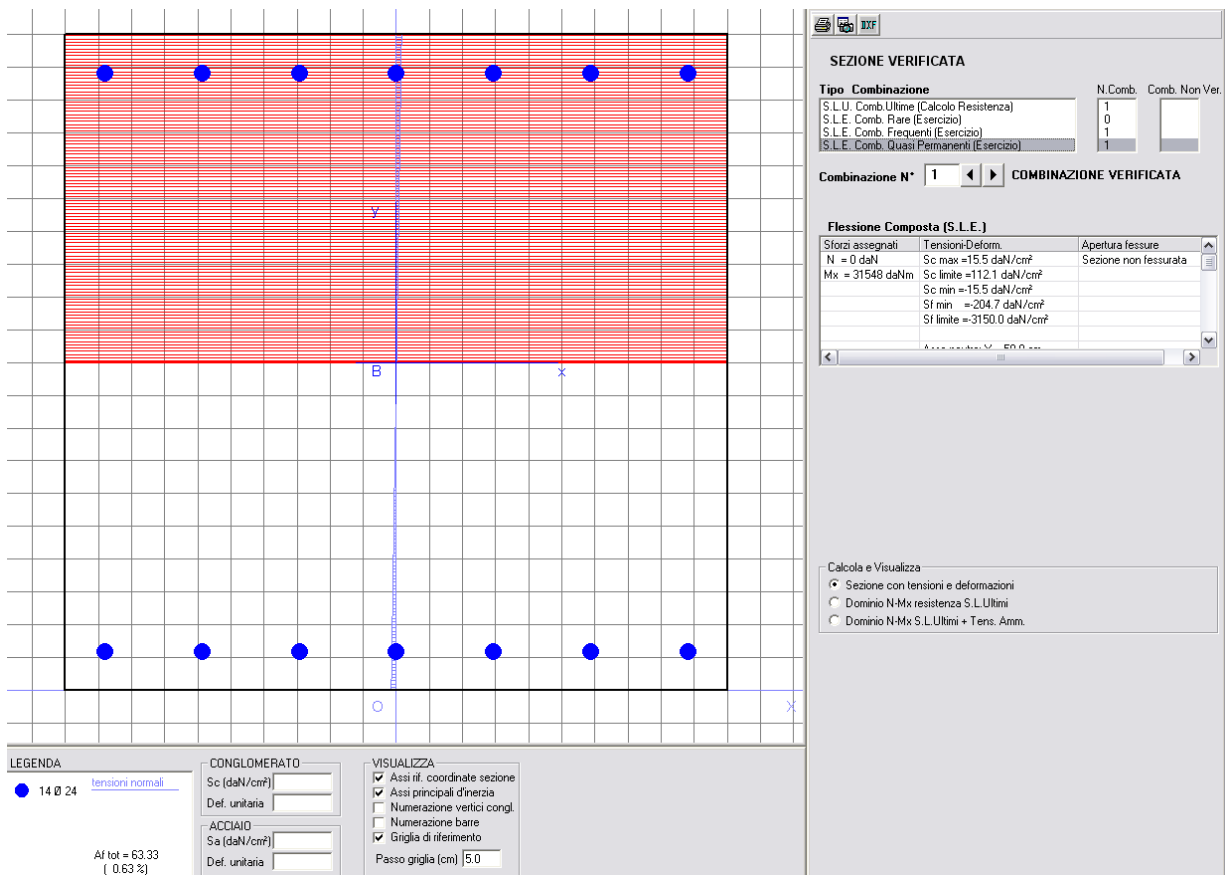 DXF
SEZIONE VERIFICATA
Tipo Combinazione N.Comb. Comb. Non Ver.
S.L.U. Comb.Ultime (Calcolo Resistenza) 1
S.L.E. Comb. Rare (Esercizio) 0
S.L.E. Comb. Frequenti (Esercizio) 1
S.L.E. Comb. Quasi Permanenti (Esercizio) 1
Combinazione N° 1 COMBINAZIONE VERIFICATA
Flessione Composta (S.L.E.)
Sforzi assegnati Tensioni-Deform. Apertura fessure
N = 0 daN Sc max =15.5 daN/cm² Sezione non fessurata
Mx = 31548 daNm Sc limite =112.1 daN/cm²
Sc min =-15.5 daN/cm²
Sf min =-204.7 daN/cm²
Sf limite =-3150.0 daN/cm²
y
B x
O X
Calcola e Visualizza
Sezione con tensioni e deformazioni
Dominio N-Mx resistenza S.L.Ultimi
Dominio N-Mx S.L.Ultimi + Tens. Amm.
LEGENDA
14 Ø 24 tensioni normali
Af tot = 63.33
( 0.63 %)
CONGLOMERATO
Sc (daN/cm²)
Def. unitaria
ACCIAIO
Sa (daN/cm²)
Def. unitaria
VISUALIZZA
Assi rif. coordinate sezione
Assi principali d'inerzia
Numerazione vertici congl.
Numerazione barre
Griglia di riferimento
Passo griglia (cm) 5.0